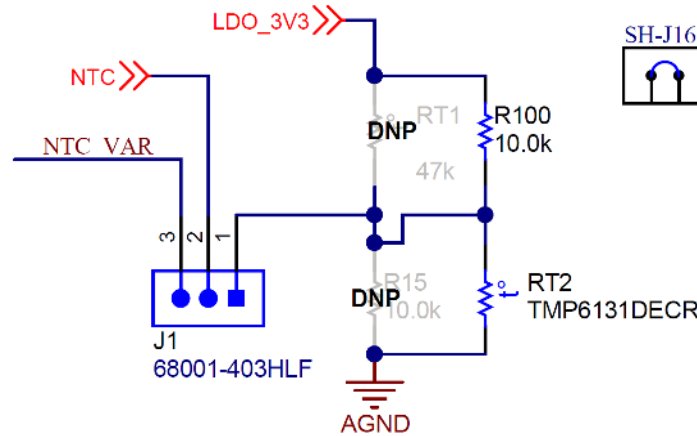 LDO_3V3
SH-J16
NTC
DNP
RT1
47k
R100
10.0k
NTC_VAR
3
2
1
DNP
R15
10.0k
t°
RT2
TMP6131DECR
J1
68001-403HLF
AGND